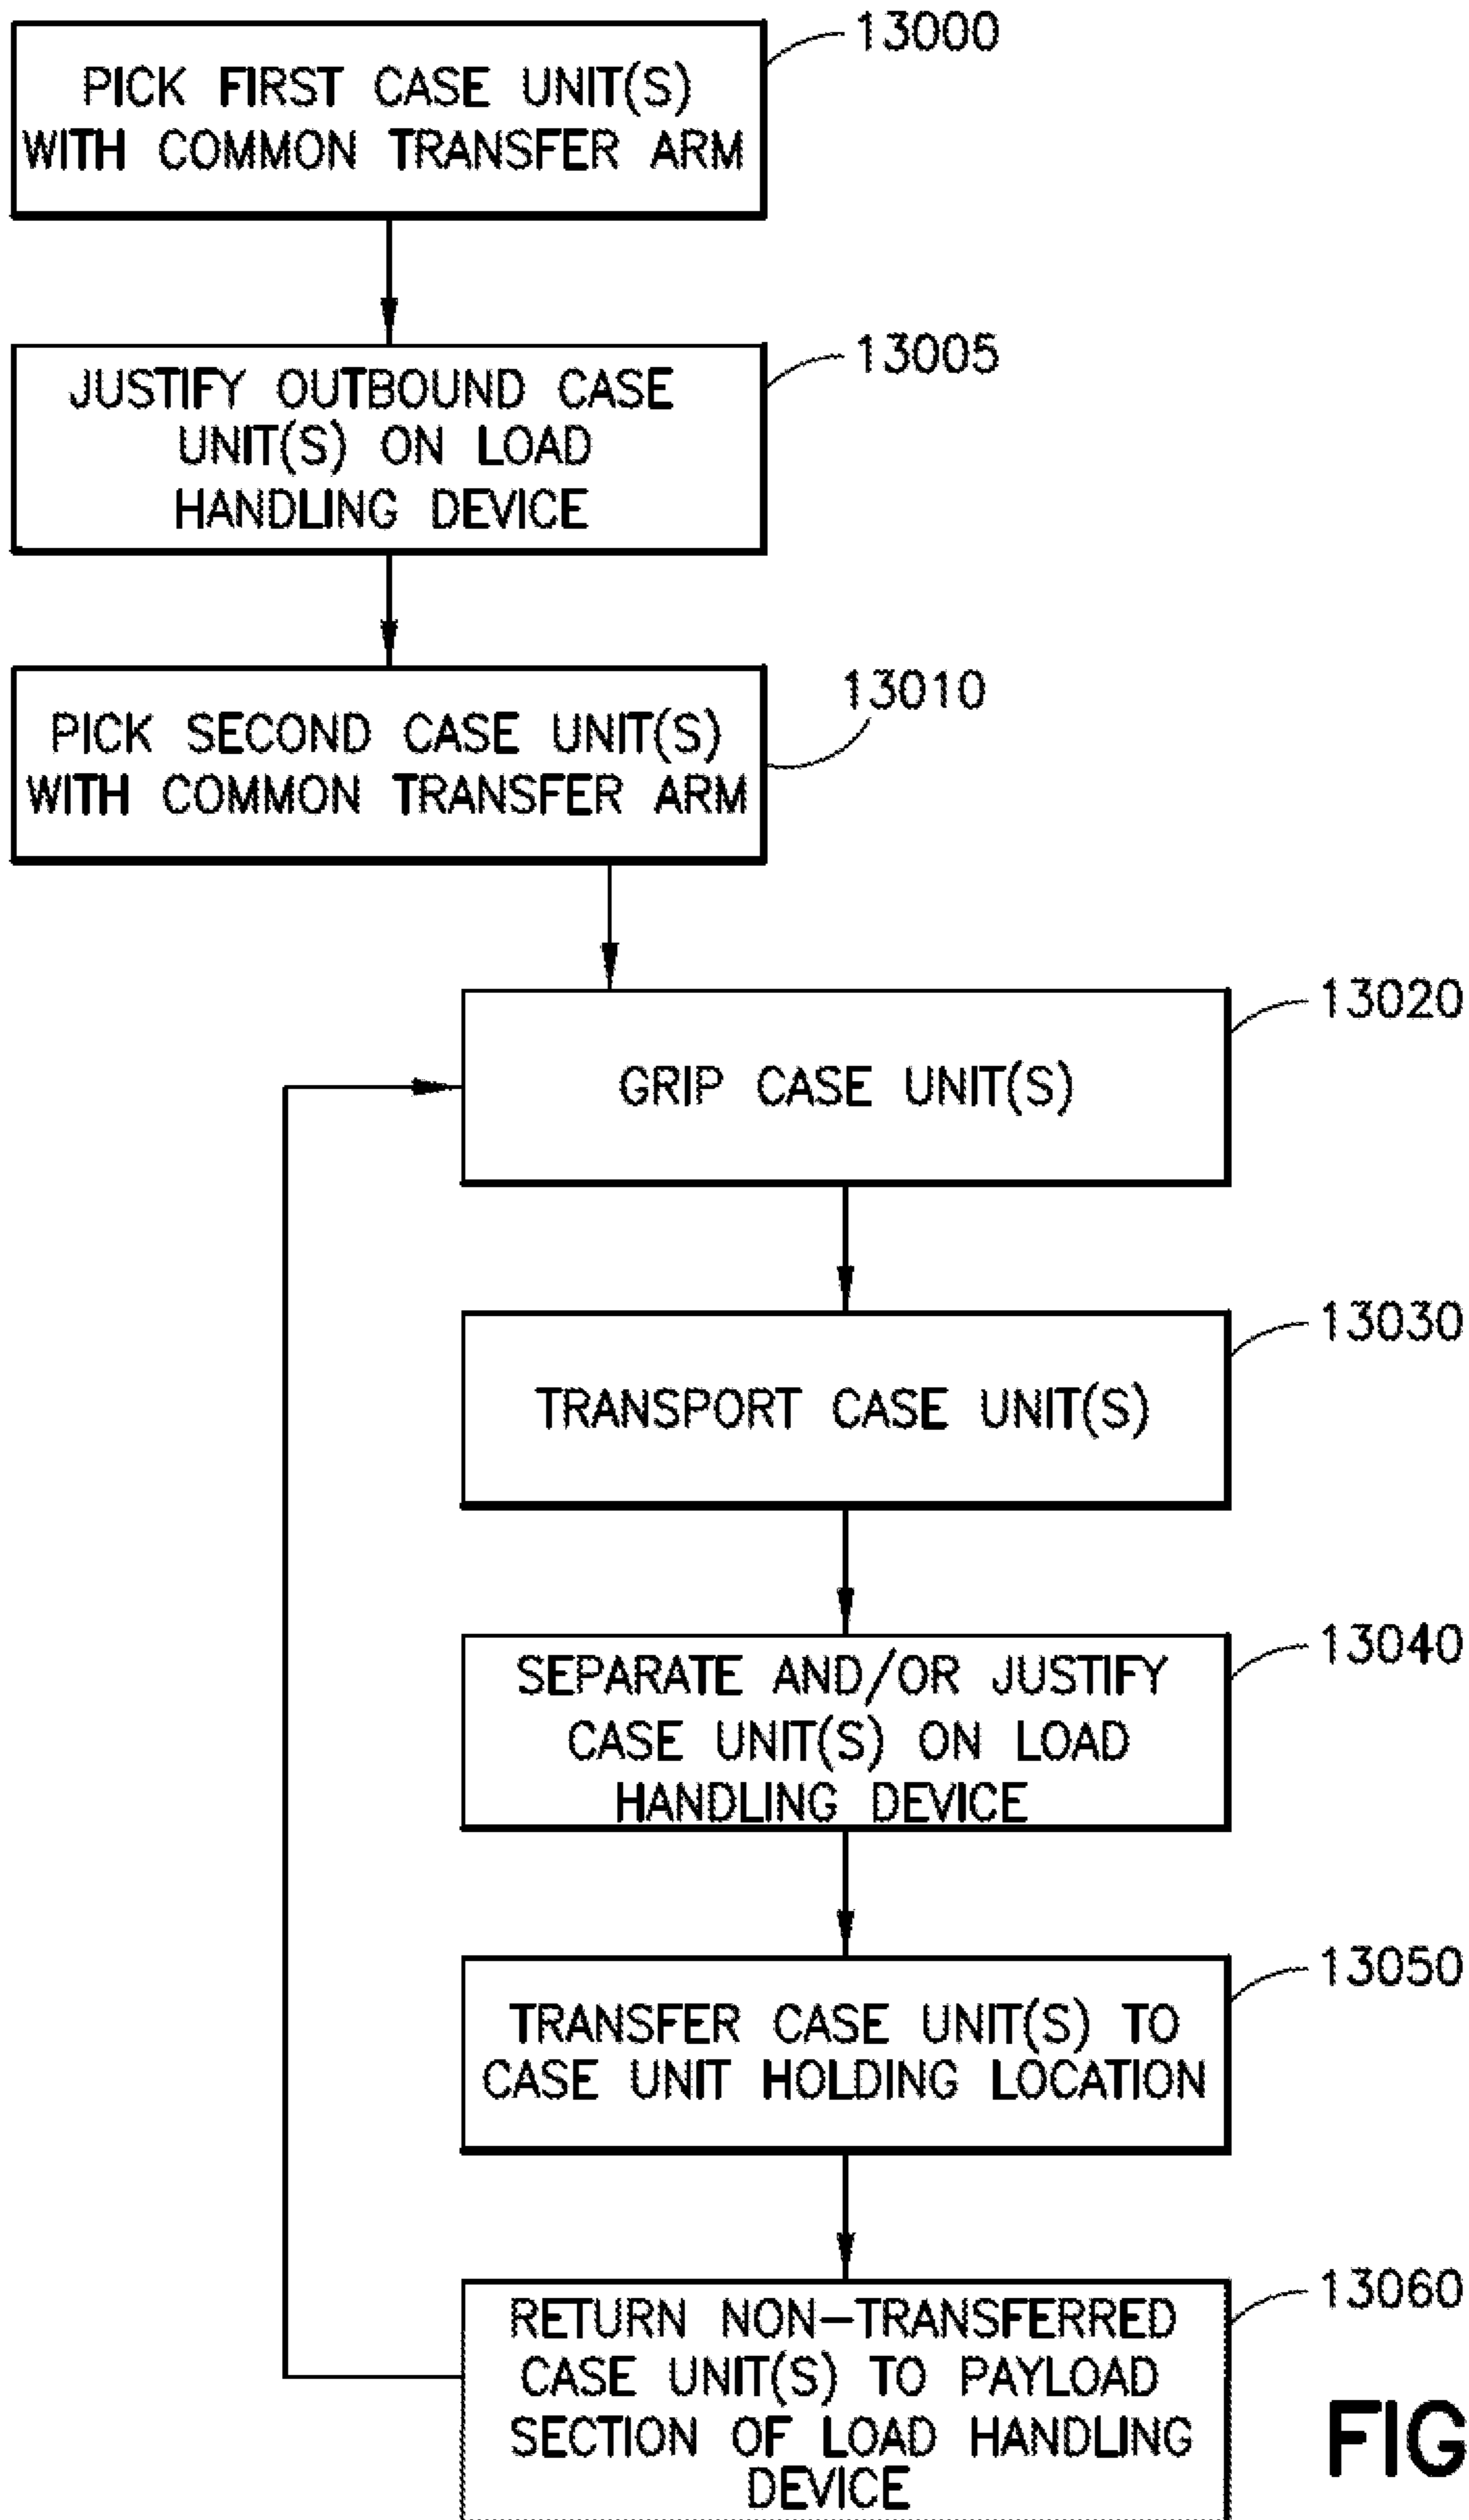 PICK FIRST CASE UNIT(S)
WITH COMMON TRANSFER ARM
13000
JUSTIFY OUTBOUND CASE
UNIT(S) ON LOAD
HANDLING DEVICE
13005
PICK SECOND CASE UNIT(S)
WITH COMMON TRANSFER ARM
13010
GRIP CASE UNIT(S)
13020
TRANSPORT CASE UNIT(S)
13030
SEPARATE AND/OR JUSTIFY
CASE UNIT(S) ON LOAD
HANDLING DEVICE
13040
TRANSFER CASE UNIT(S) TO
CASE UNIT HOLDING LOCATION
13050
RETURN NON-TRANSFERRED
CASE UNIT(S) TO PAYLOAD
SECTION OF LOAD HANDLING
DEVICE
13060
FIG